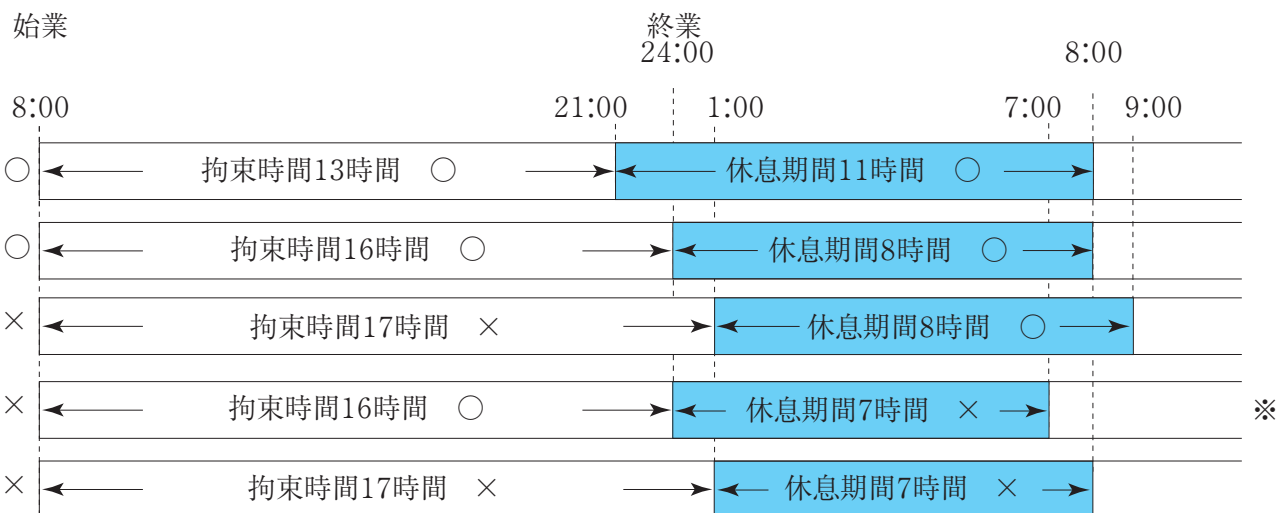 始業
終業
24:00
8:00
8:00
21:00
1:00
7:00
9:00
○ 拘束時間13時間 ○ 休息期間11時間 ○
○ 拘束時間16時間 ○ 休息期間8時間 ○
× 拘束時間17時間 × 休息期間8時間 ○
× 拘束時間16時間 ○ 休息期間7時間 × ※
× 拘束時間17時間 × 休息期間7時間 ×